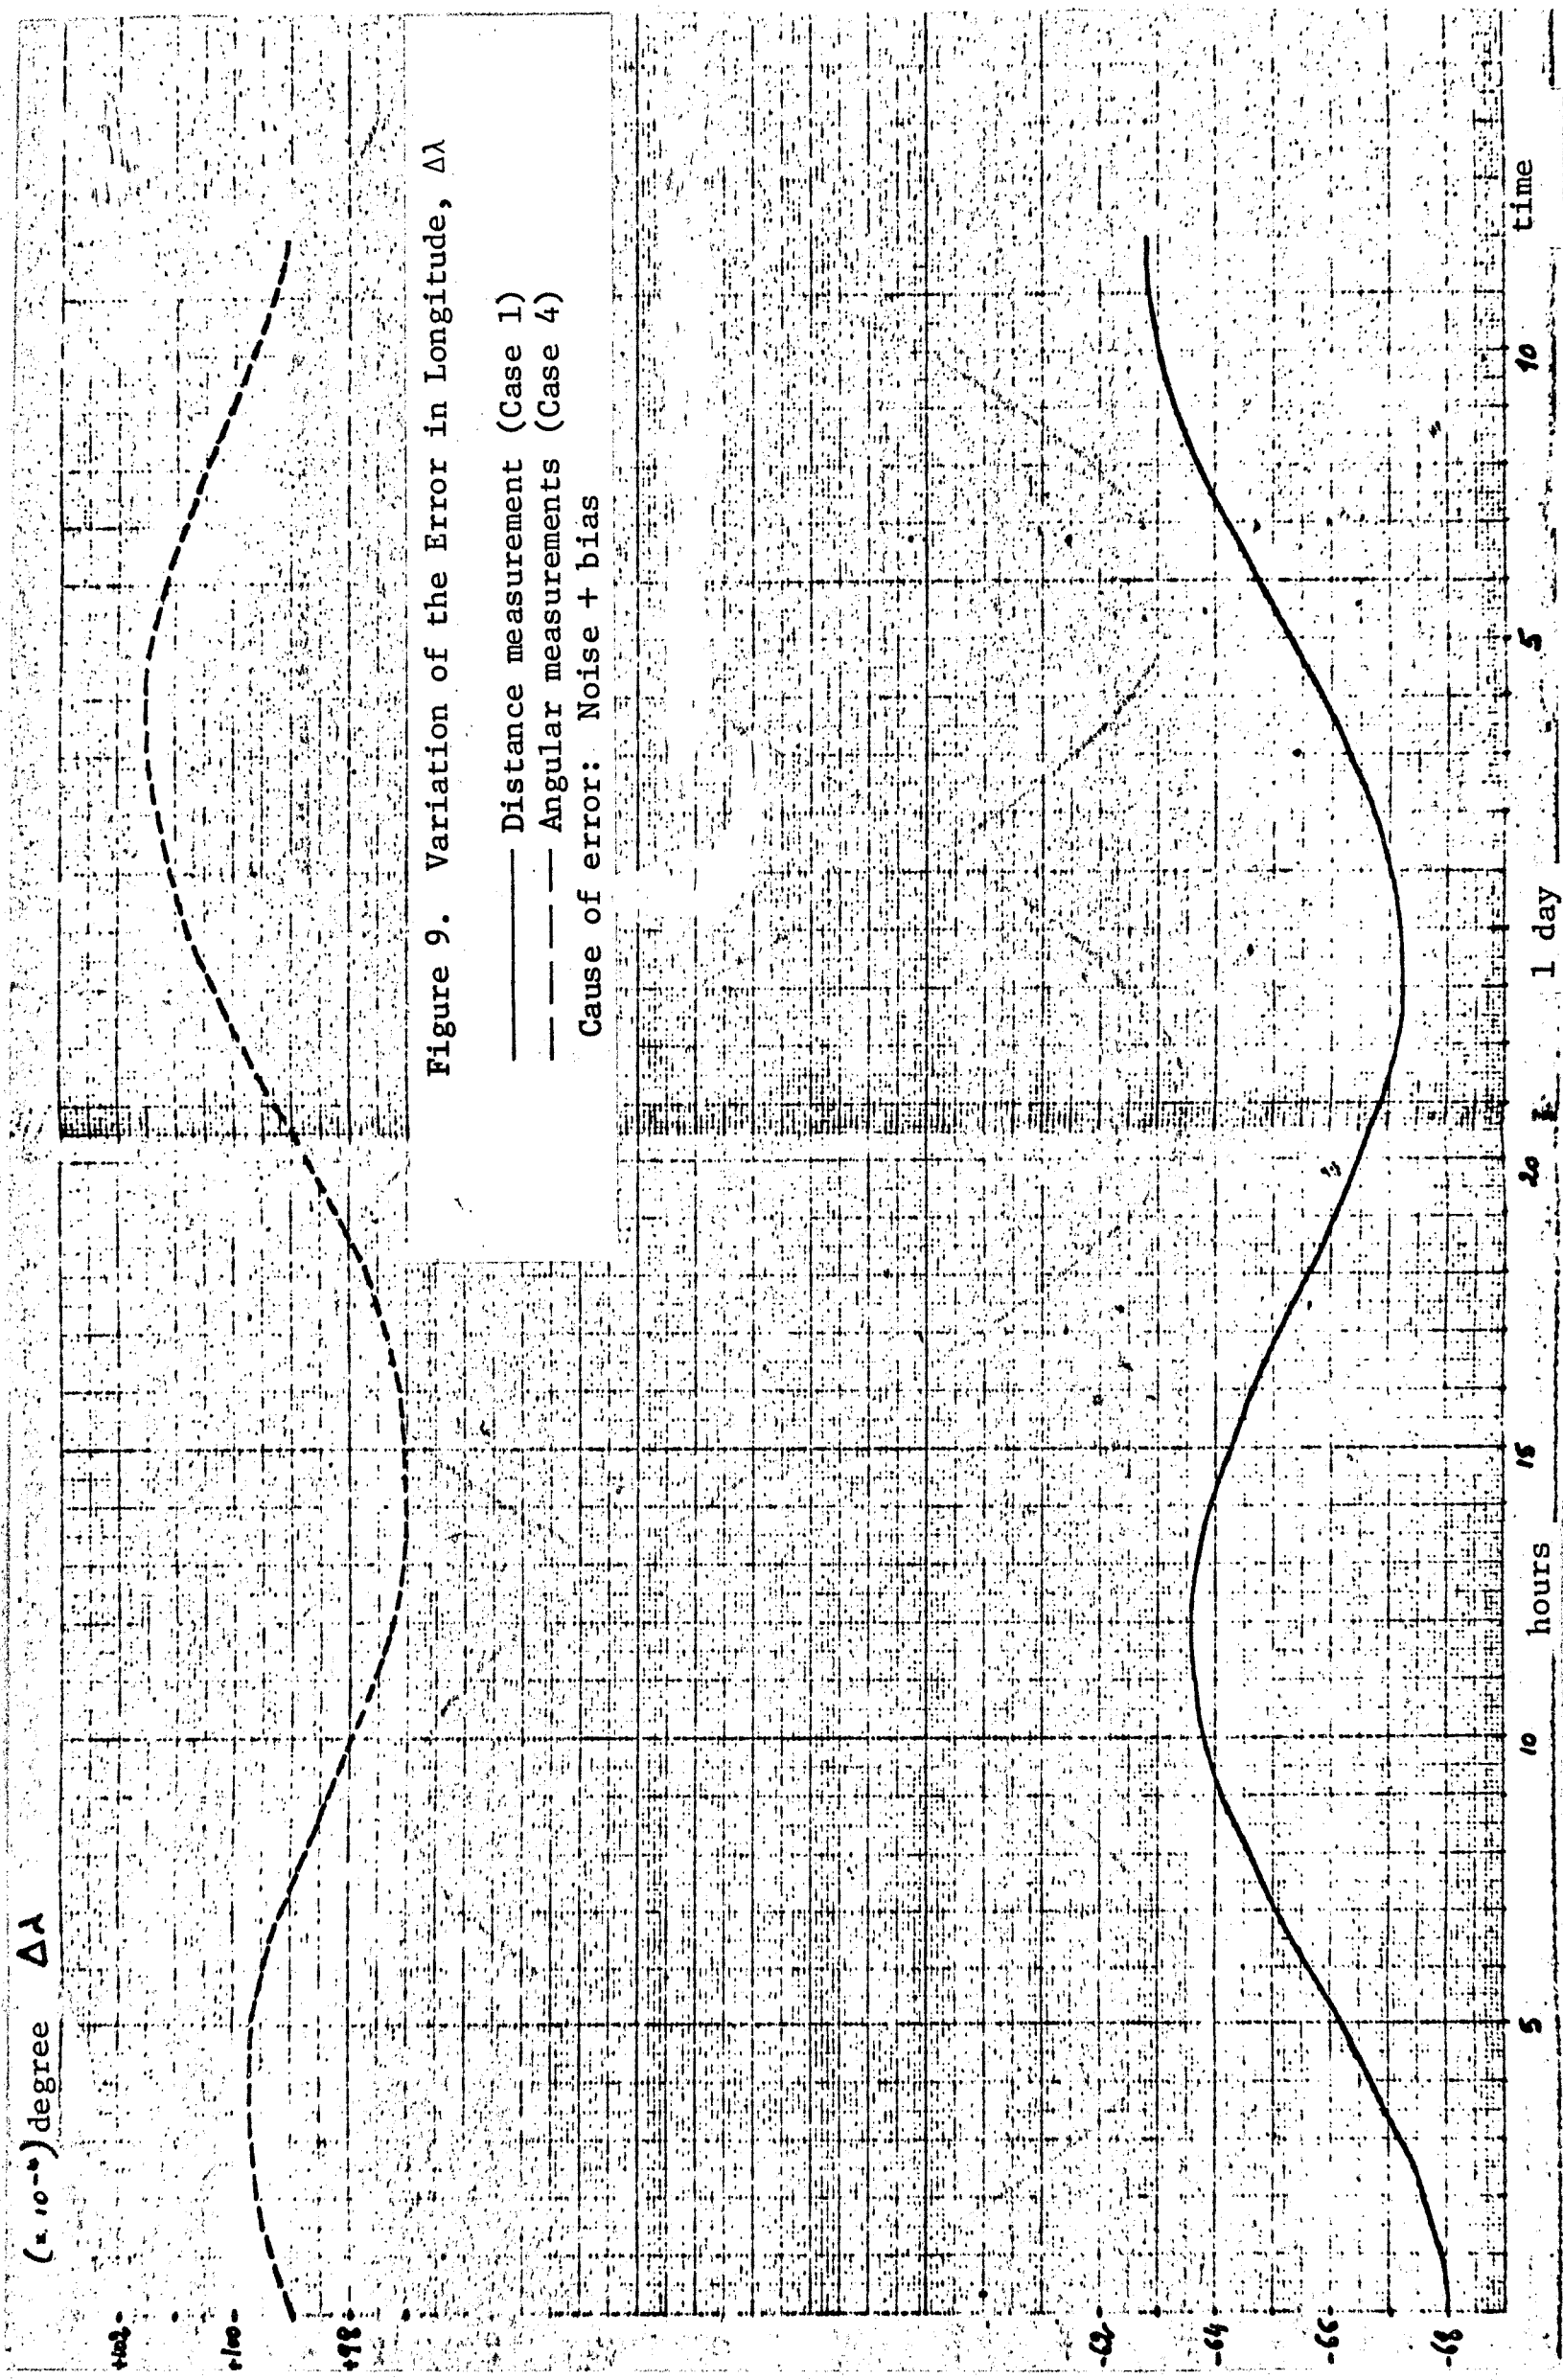 degree Δλ
+102
+100
+98
Figure 9. Variation of the Error in Longitude, Δλ
Distance measurement (Case 1)
Angular measurements (Case 4)
Cause of error: Noise + bias
-62
-64
-66
-68
5
10
15
20
5
10
hours
1 day
time